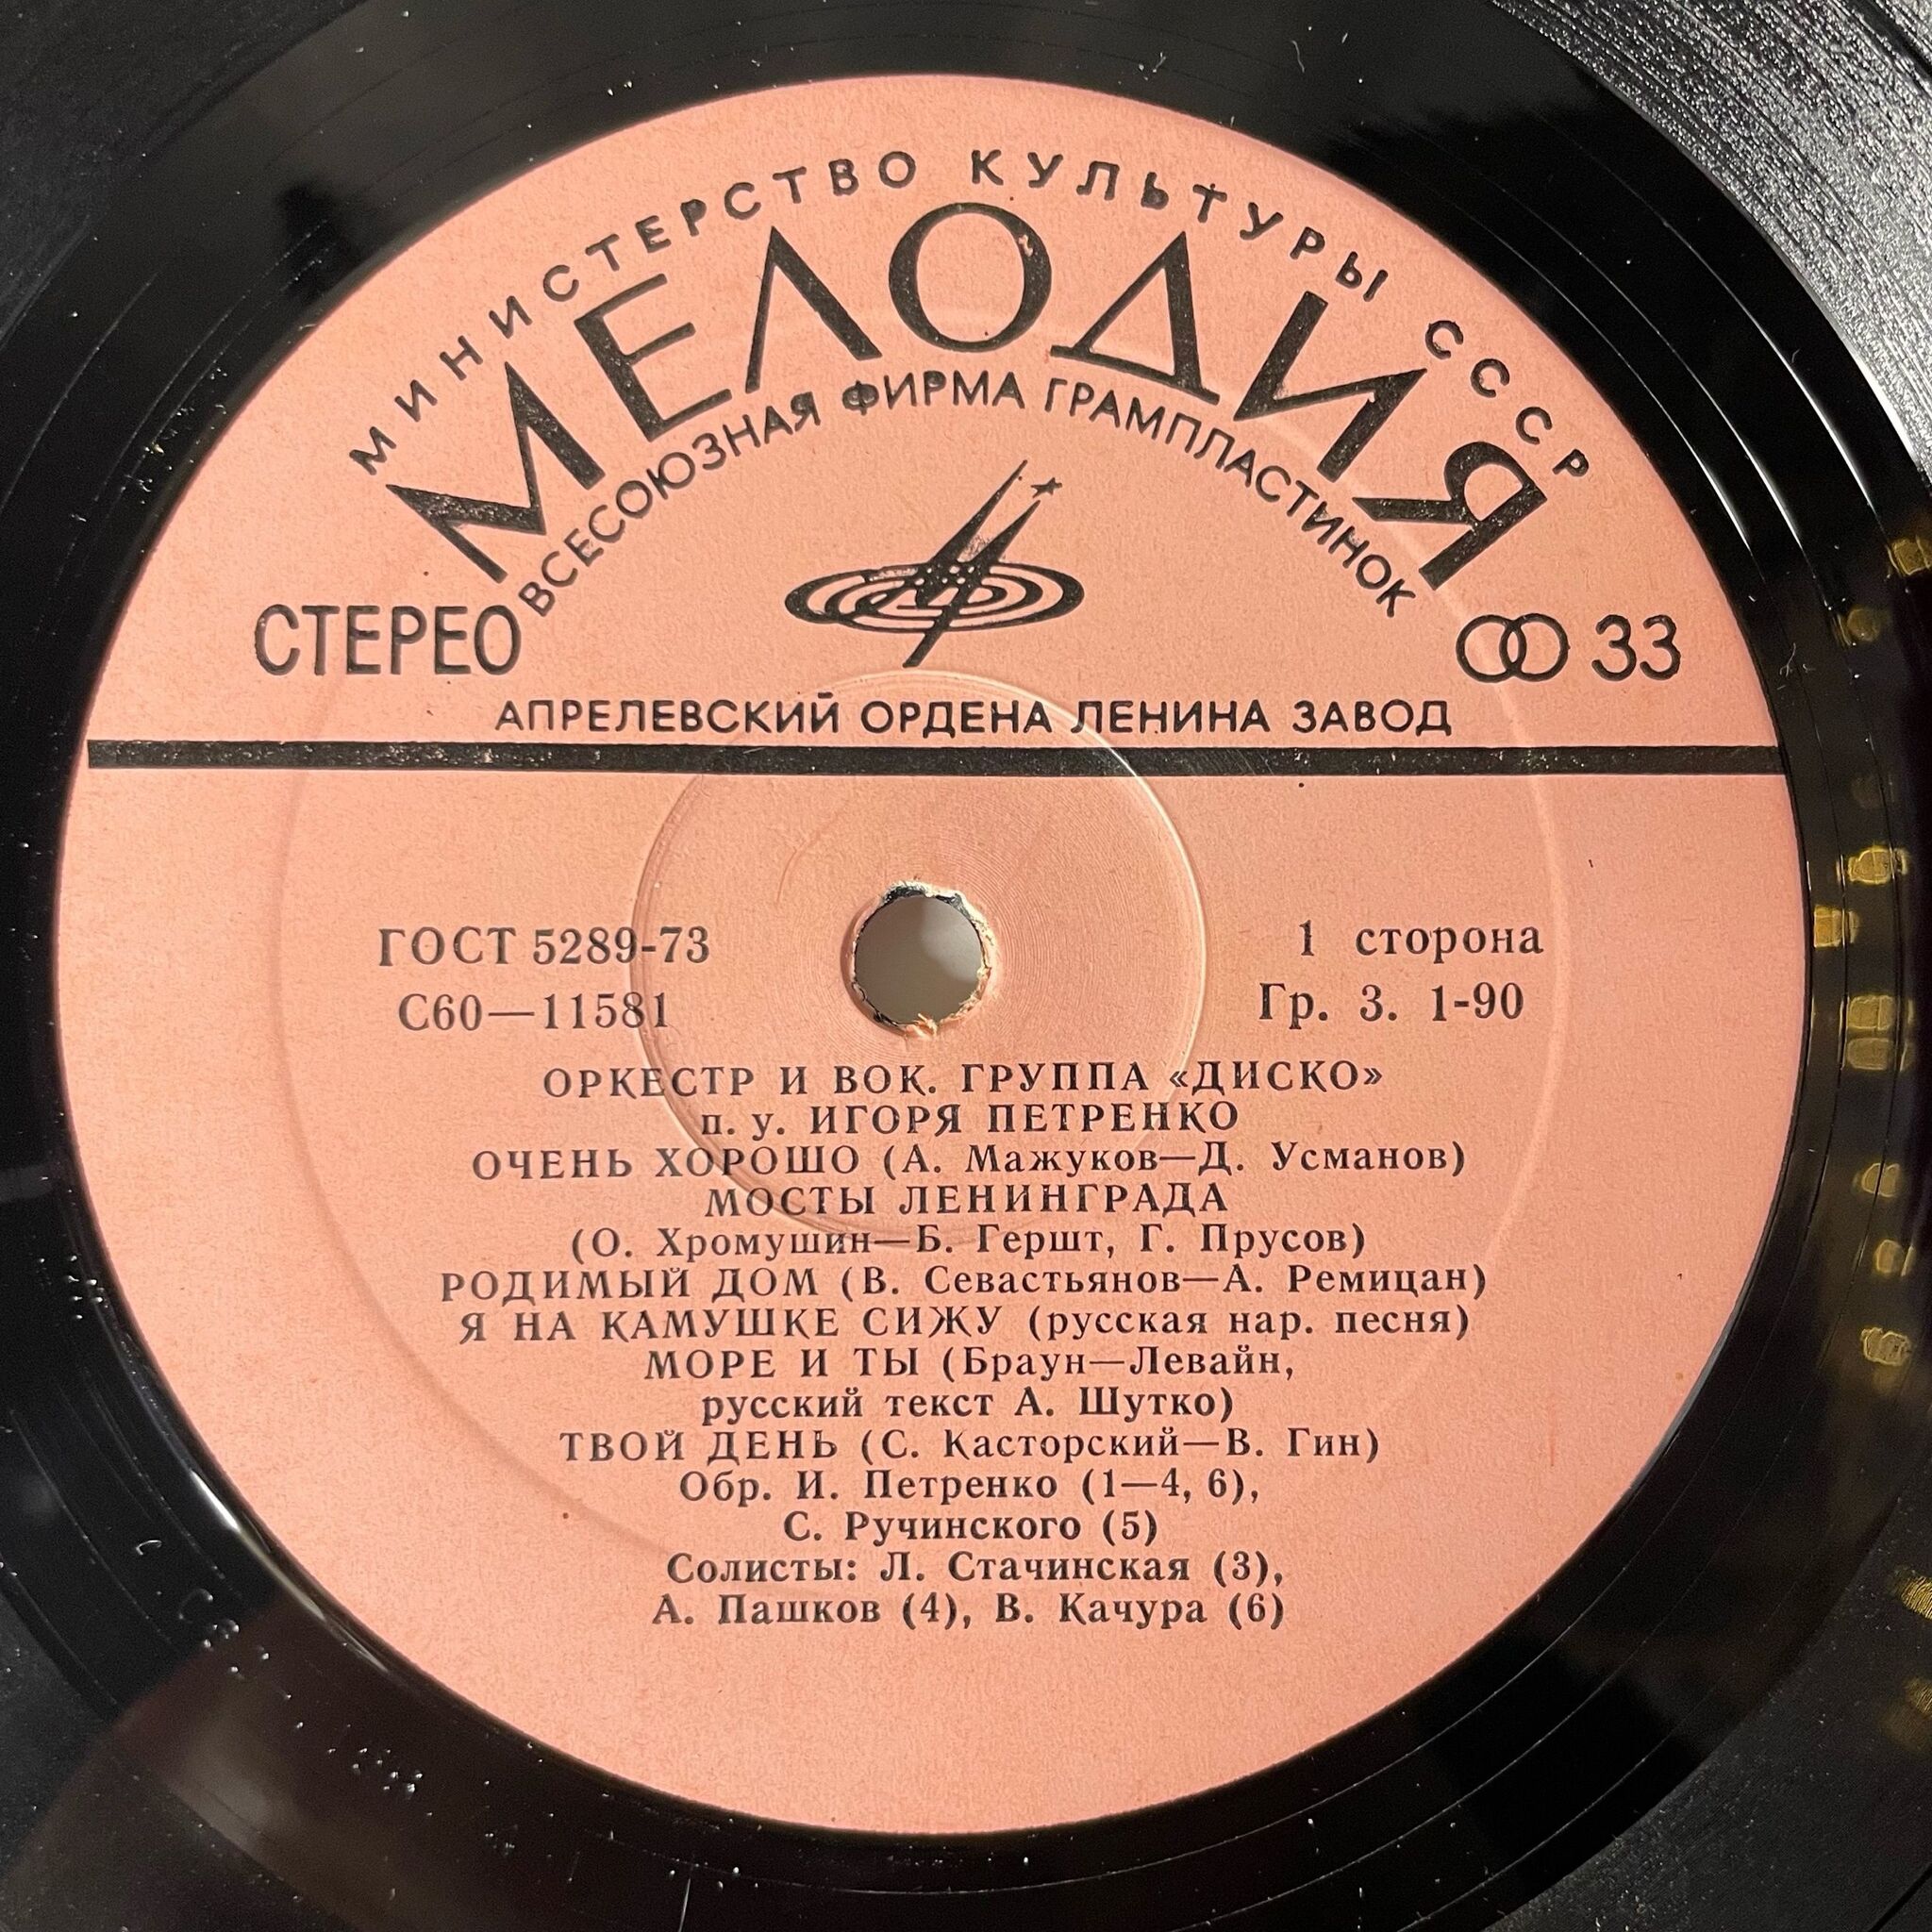 МИНИСТЕРСТВО КУЛЬТУРЫ СССР
МЕЛОДИЯ
ВСЕСОЮЗНАЯ ФИРМА ГРАМПЛАСТИНОК
СТЕРЕО
33
АПРЕЛЕВСКИЙ ОРДЕНА ЛЕНИНА ЗАВОД
ГОСТ 5289-73
1 сторона
С60—11581
Гр. 3. 1-90
ОРКЕСТР И ВОК. ГРУППА «ДИСКО»
п. у. ИГОРЯ ПЕТРЕНКО
ОЧЕНЬ ХОРОШО (А. Мажуков—Д. Усманов)
МОСТЫ ЛЕНИНГРАДА
(О. Хромушин—Б. Гершт, Г. Прусов)
РОДИМЫЙ ДОМ (В. Севастьянов—А. Ремицан)
Я НА КАМУШКЕ СИЖУ (русская нар. песня)
МОРЕ И ТЫ (Браун—Левайн,
русский текст А. Шутко)
ТВОЙ ДЕНЬ (С. Касторский—В. Гин)
Обр. И. Петренко (1—4, 6),
С. Ручинского (5)
Солисты: Л. Стачинская (3),
А. Пашков (4), В. Качура (6)